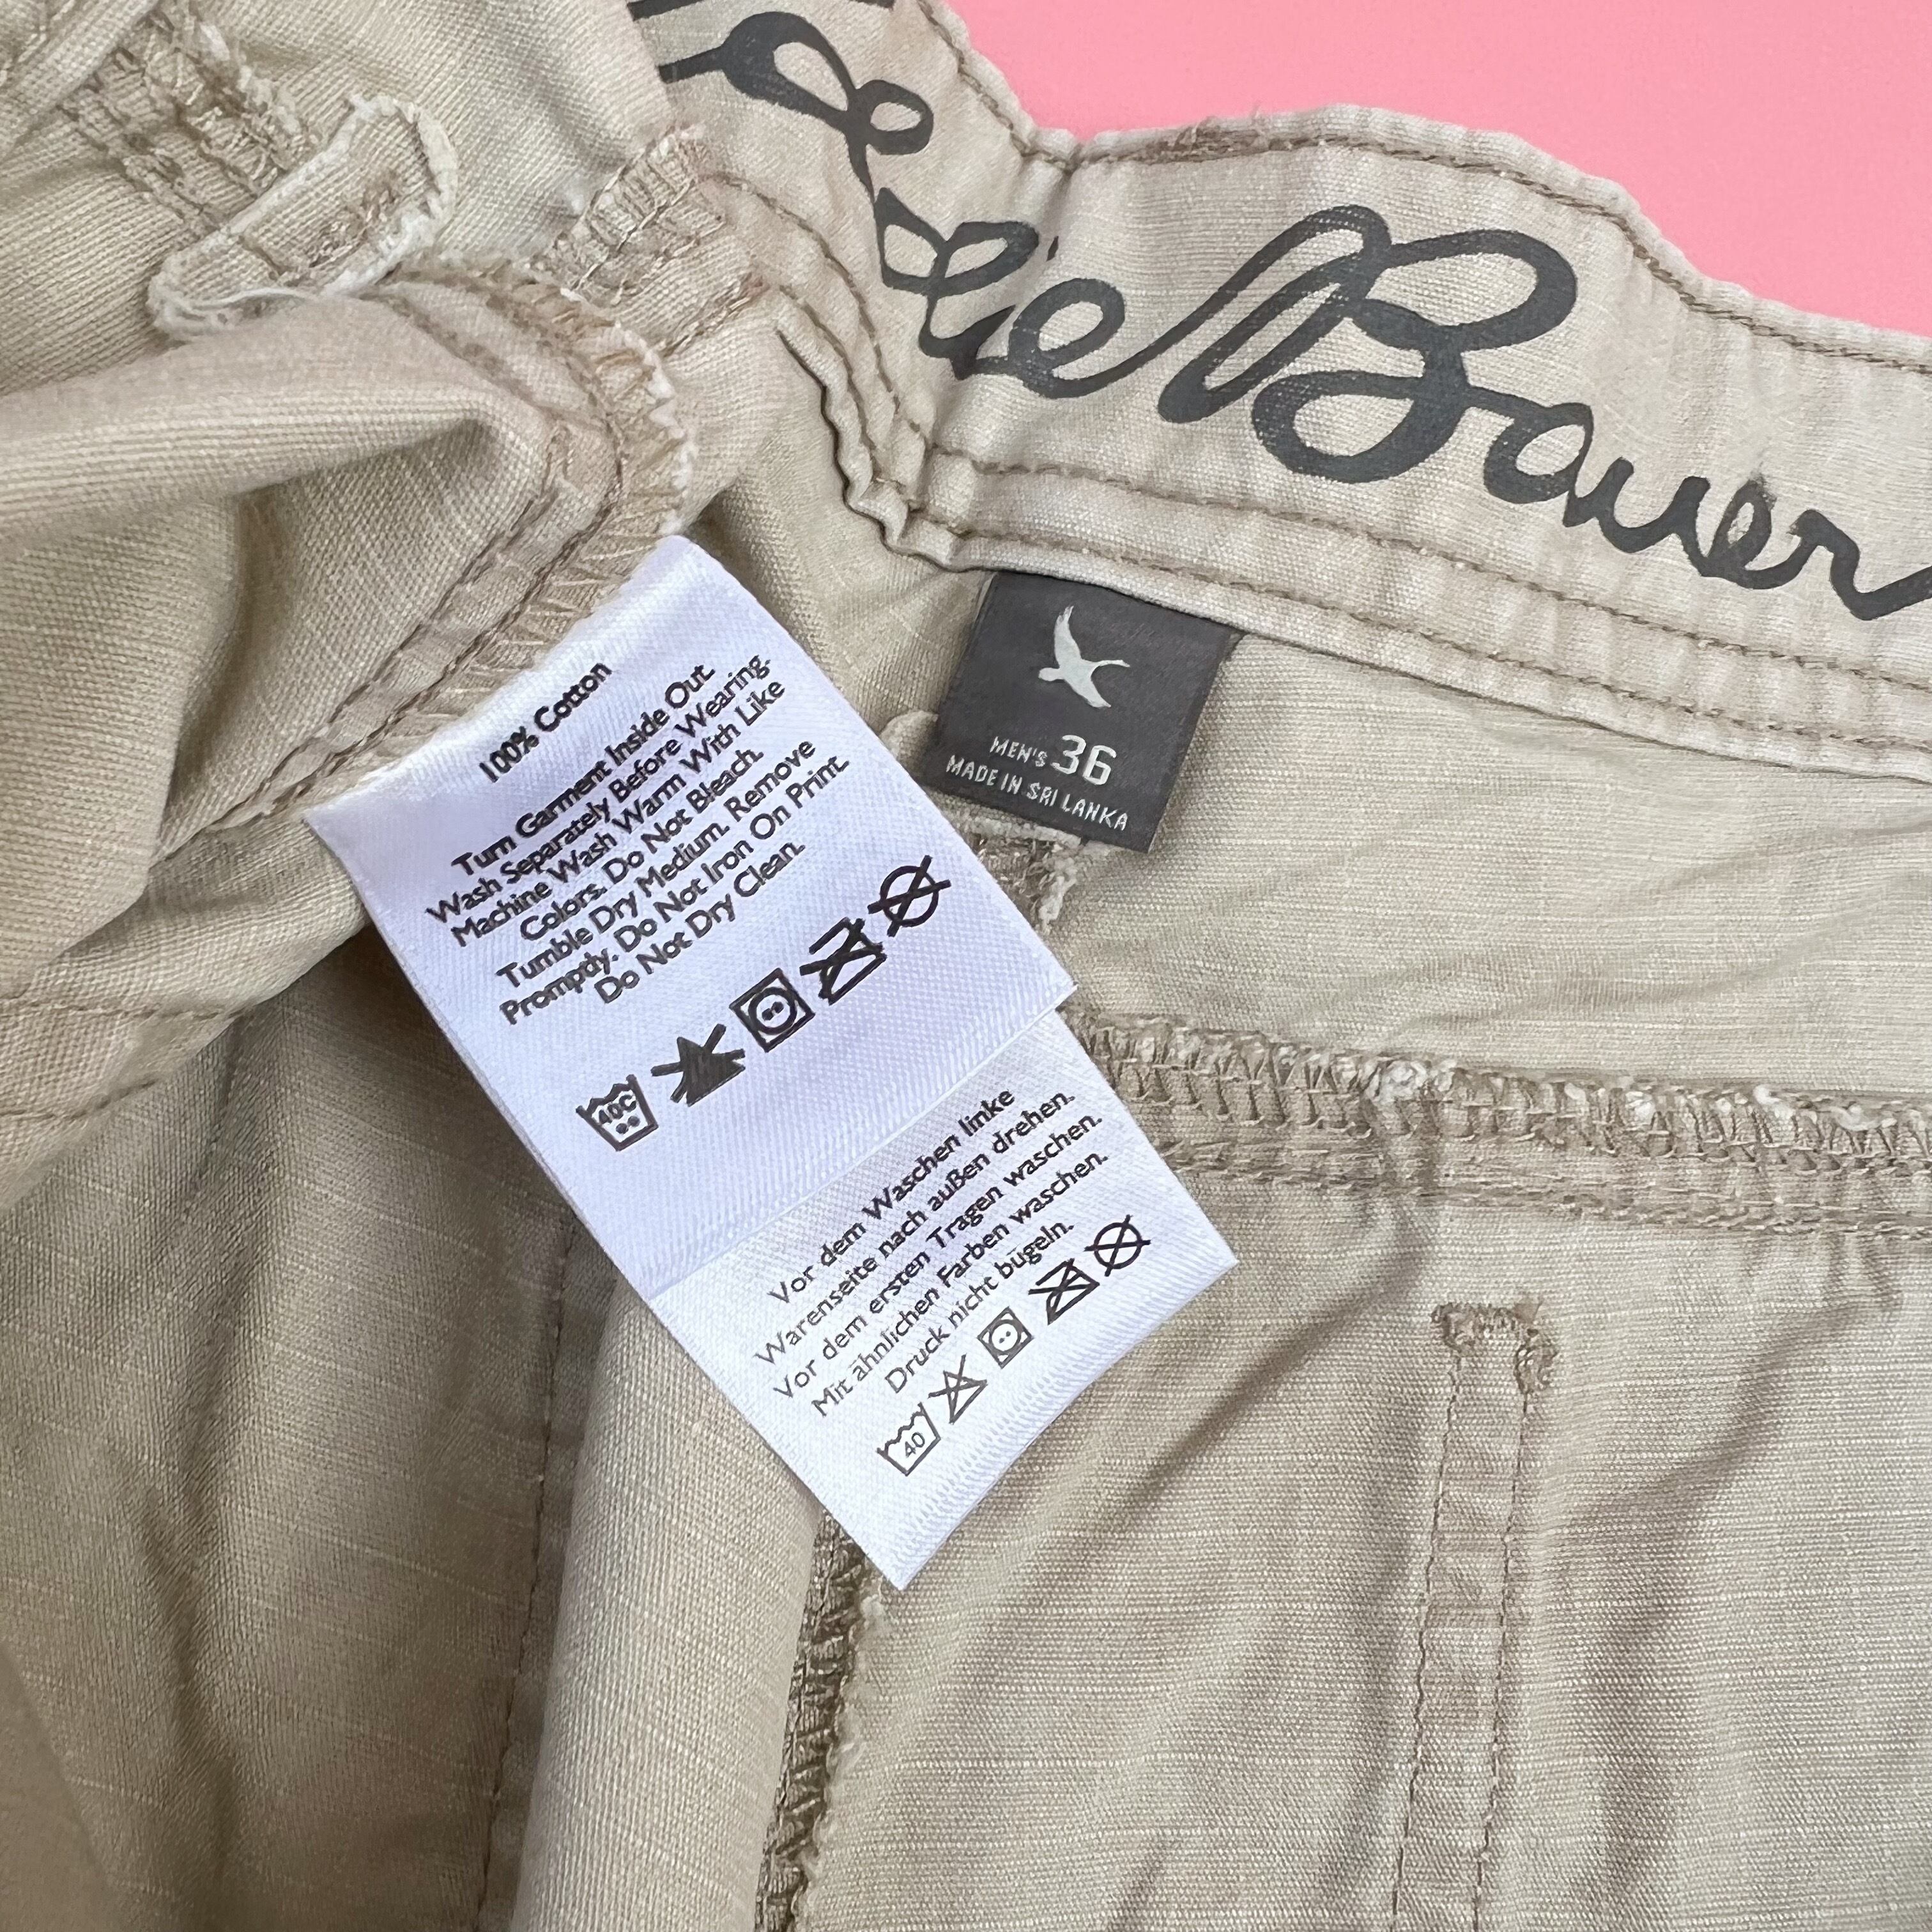 Eddie Bauer
MEN'S 36
MADE IN SRI LANKA
100% Cotton
Turn Garment Inside Out.
Wash Separately Before Wearing.
Machine Wash Warm With Like
Colors. Do Not Bleach.
Tumble Dry Medium. Remove
Promptly. Do Not Iron On Print
Do Not Dry Clean.
40C
Vor dem Waschen linke
Warenseite nach außen drehen.
Vor dem ersten Tragen waschen.
Mit ähnlichen Farben waschen.
Druck nicht bügeln.
40